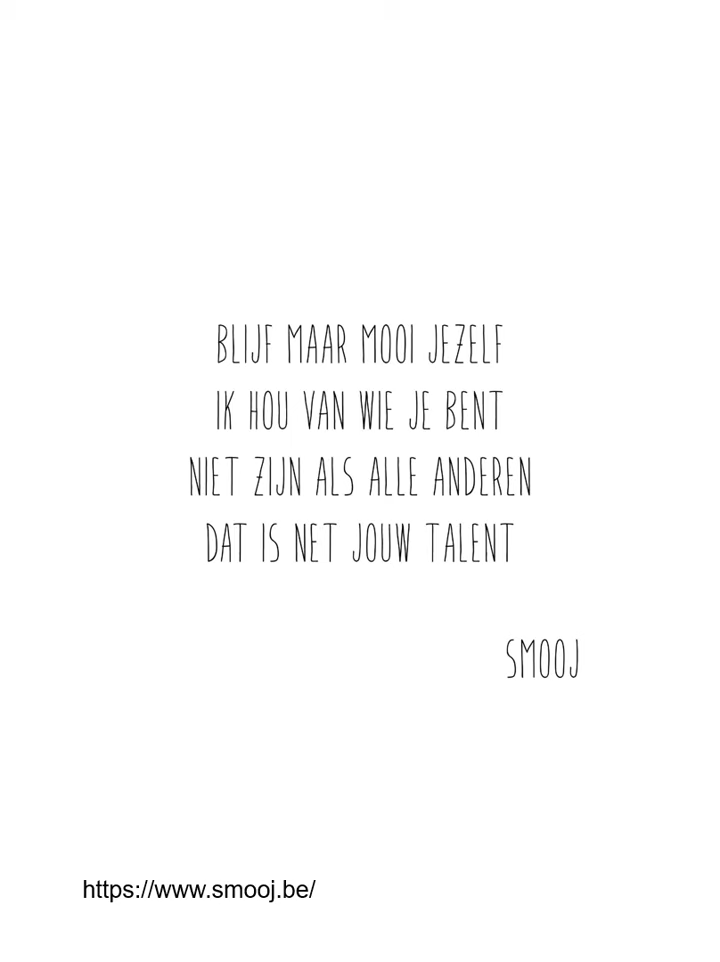 BLIJF MAAR MOOI JEZELF
IK HOU VAN WIE JE BENT
NIET ZIJN ALS ALLE ANDEREN
DAT IS NET JOUW TALENT
SMOOJ
https://www.smooj.be/